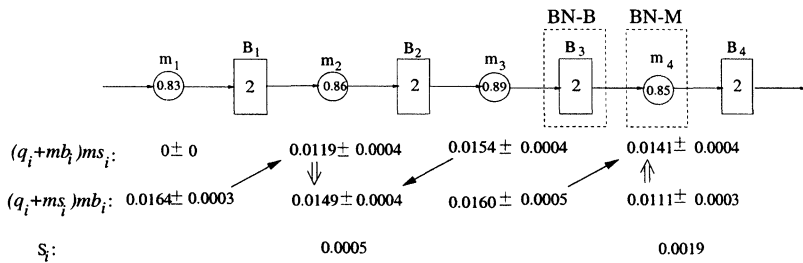 BN-B BN-M
m1 B1 m2 B2 m3 B3 m4 B4
0.83 2 0.86 2 0.89 2 0.85 2
(qi+mbi)msi: 0± 0 0.0119± 0.0004 0.0154± 0.0004 0.0141± 0.0004
(qi+msi)mbi: 0.0164± 0.0003 0.0149± 0.0004 0.0160± 0.0005 0.0111± 0.0003
Si: 0.0005 0.0019